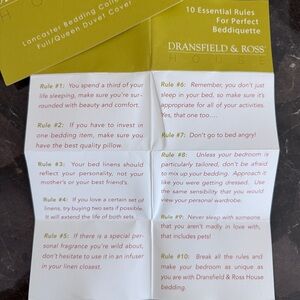 Lancaster Bedding Colle
Full/Queen Duvet Cover
10 Essential Rules
For Perfect
Beddiquette
DRANSFIELD & ROSS
HOUSE
Rule #1: You spend a third of your
life sleeping, make sure you're sur-
rounded with beauty and comfort.
Rule #2: If you have to invest in
one bedding item, make sure you
have the best quality pillow.
Rule #3: Your bed linens should
reflect your personality, not your
mother's or your best friend's.
Rule #4: If you love a certain set of
linens, try buying two sets if possible.
It will extend the life of both sets.
Rule #5: If there is a special per-
sonal fragrance you're wild about,
don't hesitate to use it in an infuser
in your linen closest.
Rule #6: Remember, you don't just
sleep in your bed, so make sure it's
appropriate for all of your activities.
Yes, that one too....
Rule #7: Don't go to bed angry!
Rule #8: Unless your bedroom is
particularly tailored, don't be afraid
to mix up your bedding. Approach it
like you were getting dressed. Use
the same sensibility that you would
view your personal wardrobe.
Rule #9: Never sleep with someone
that you aren't madly in love with,
that includes pets!
Rule #10: Break all the rules and
make your bedroom as unique as
you are with Dransfield & Ross House
bedding.